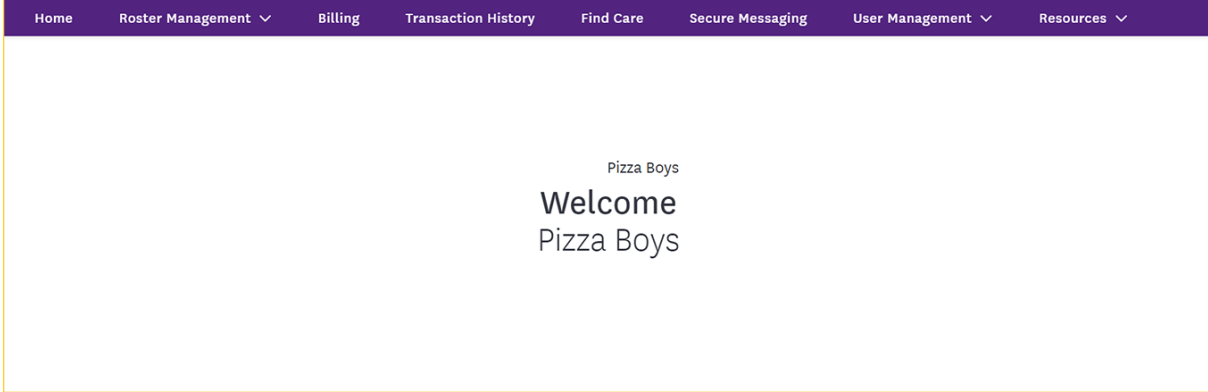 Home Roster Management Billing Transaction History Find Care Secure Messaging User Management Resources
Pizza Boys
Welcome
Pizza Boys